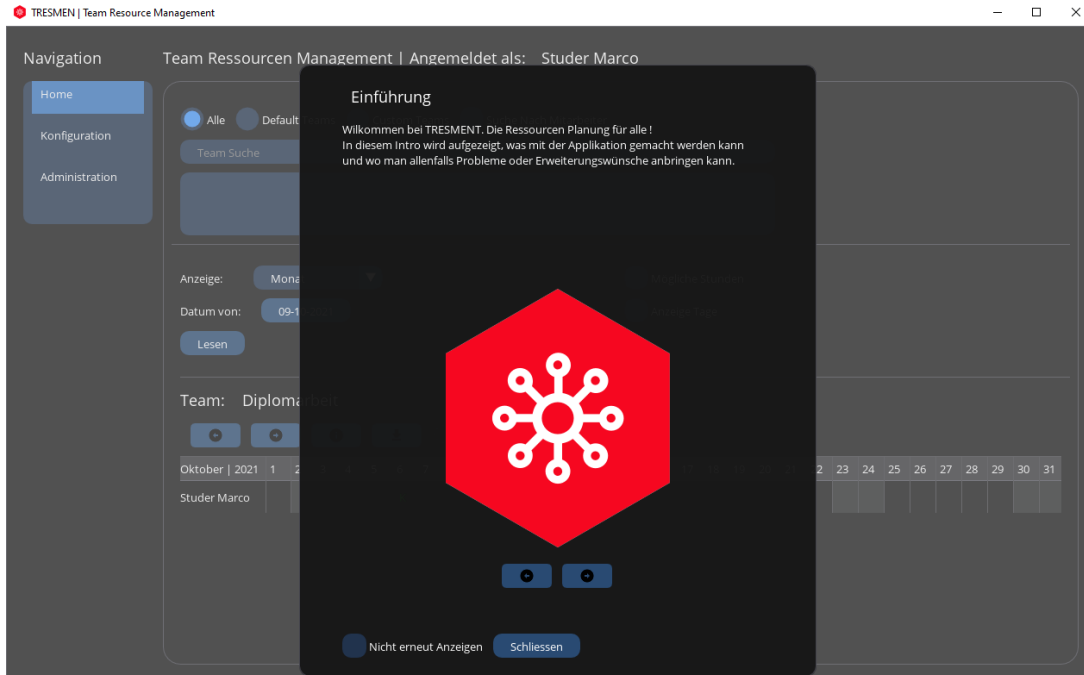 TRESMEN | Team Resource Management
Navigation
Team Ressourcen Management | Angemeldet als: Studer Marco
Home
Konfiguration
Administration
Alle
Default
Team Suche
Einführung
Wilkommen bei TRESMENT. Die Ressourcen Planung für alle !
In diesem Intro wird aufgezeigt, was mit der Applikation gemacht werden kann
und wo man allenfalls Probleme oder Erweiterungswünsche anbringen kann.
Anzeige:
Datum von:
Lesen
Team:
Oktober | 2021 1 23 24 25 26 27 28 29 30 31
Studer Marco
Nicht erneut Anzeigen
Schliessen